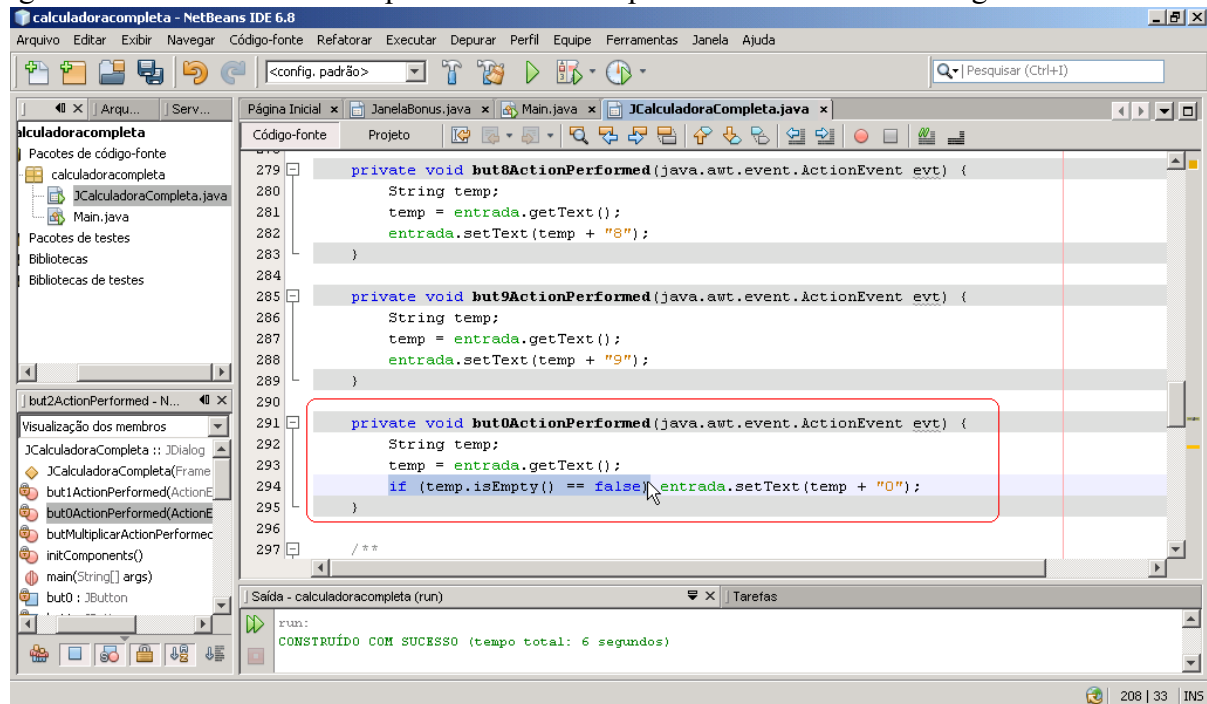 calculadoracompleta - NetBeans IDE 6.8
Arquivo Editar Exibir Navegar Código-fonte Refatorar Executar Depurar Perfil Equipe Ferramentas Janela Ajuda
<config. padrão>
Pesquisar (Ctrl+I)
Arqu... Serv...
Página Inicial JanelaBonus.java Main.java JCalculadoraCompleta.java
Código-fonte Projeto
alculadoracompleta
Pacotes de código-fonte
calculadoracompleta
JCalculadoraCompleta.java
Main.java
Pacotes de testes
Bibliotecas
Bibliotecas de testes
279 private void but8ActionPerformed(java.awt.event.ActionEvent evt) {
280 String temp;
281 temp = entrada.getText();
282 entrada.setText(temp + "8");
283 }
284
285 private void but9ActionPerformed(java.awt.event.ActionEvent evt) {
286 String temp;
287 temp = entrada.getText();
288 entrada.setText(temp + "9");
289 }
290
291 private void but0ActionPerformed(java.awt.event.ActionEvent evt) {
292 String temp;
293 temp = entrada.getText();
294 if (temp.isEmpty() == false) entrada.setText(temp + "0");
295 }
296
297 /**
but2ActionPerformed - N...
Visualização dos membros
JCalculadoraCompleta :: JDialog
JCalculadoraCompleta(Frame
but1ActionPerformed(ActionE
but0ActionPerformed(ActionE
butMultiplicarActionPerformec
initComponents()
main(String[] args)
but0 : JButton
Saída - calculadoracompleta (run) Tarefas
run:
CONSTRUÍDO COM SUCESSO (tempo total: 6 segundos)
208 | 33 INS